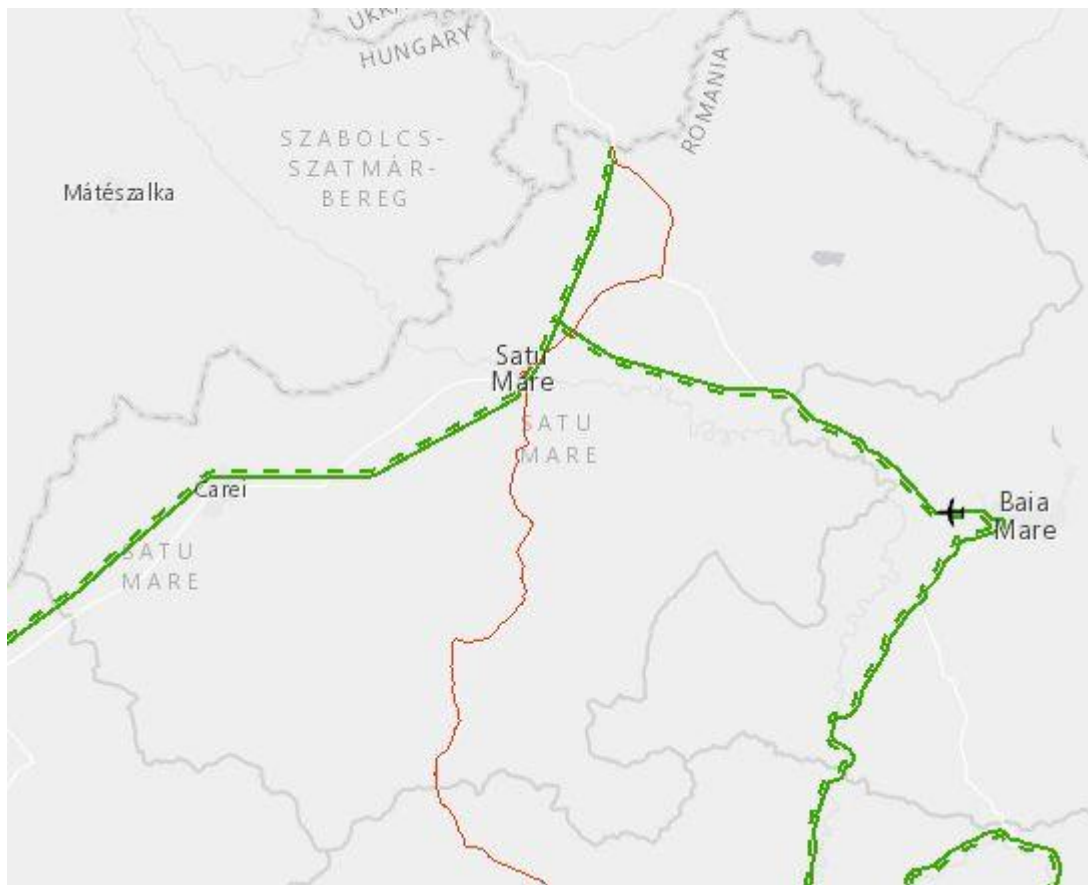 HUNGARY
ROMANIA
SZABOLCS-
SZATMÁR-
BEREG
Mátészalka
Satu
Mare
SATU
MARE
Carei
Baia
Mare
SATU
MARE